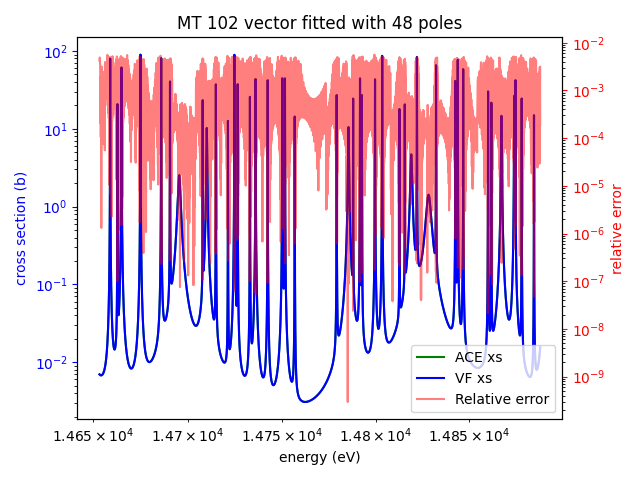 MT 102 vector fitted with 48 poles
cross section (b)
10²
10¹
10⁰
10⁻¹
10⁻²
10⁻²
10⁻³
10⁻⁴
10⁻⁵
10⁻⁶
10⁻⁷
10⁻⁸
10⁻⁹
relative error
ACE xs
VF xs
Relative error
1.465 × 10⁴ 1.47 × 10⁴ 1.475 × 10⁴ 1.48 × 10⁴ 1.485 × 10⁴
energy (eV)